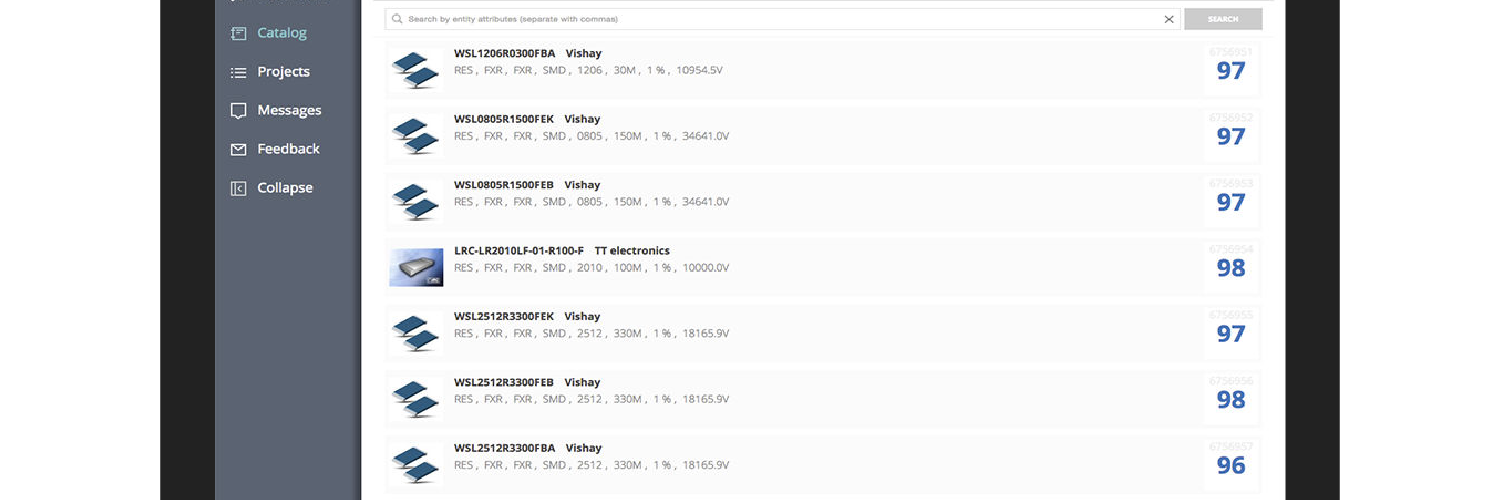 Search by entity attributes (separate with commas)
SEARCH
Catalog
Projects
Messages
Feedback
Collapse
WSL1206R0300FBA Vishay
RES , FXR , FXR , SMD , 1206 , 30M , 1 % , 10954.5V
6756951
97
WSL0805R1500FEK Vishay
RES , FXR , FXR , SMD , 0805 , 150M , 1 % , 34641.0V
6756952
97
WSL0805R1500FEB Vishay
RES , FXR , FXR , SMD , 0805 , 150M , 1 % , 34641.0V
6756953
97
LRC-LR2010LF-01-R100-F TT electronics
RES , FXR , FXR , SMD , 2010 , 100M , 1 % , 10000.0V
6756954
98
WSL2512R3300FEK Vishay
RES , FXR , FXR , SMD , 2512 , 330M , 1 % , 18165.9V
6756955
97
WSL2512R3300FEB Vishay
RES , FXR , FXR , SMD , 2512 , 330M , 1 % , 18165.9V
6756956
98
WSL2512R3300FBA Vishay
RES , FXR , FXR , SMD , 2512 , 330M , 1 % , 18165.9V
6756957
96